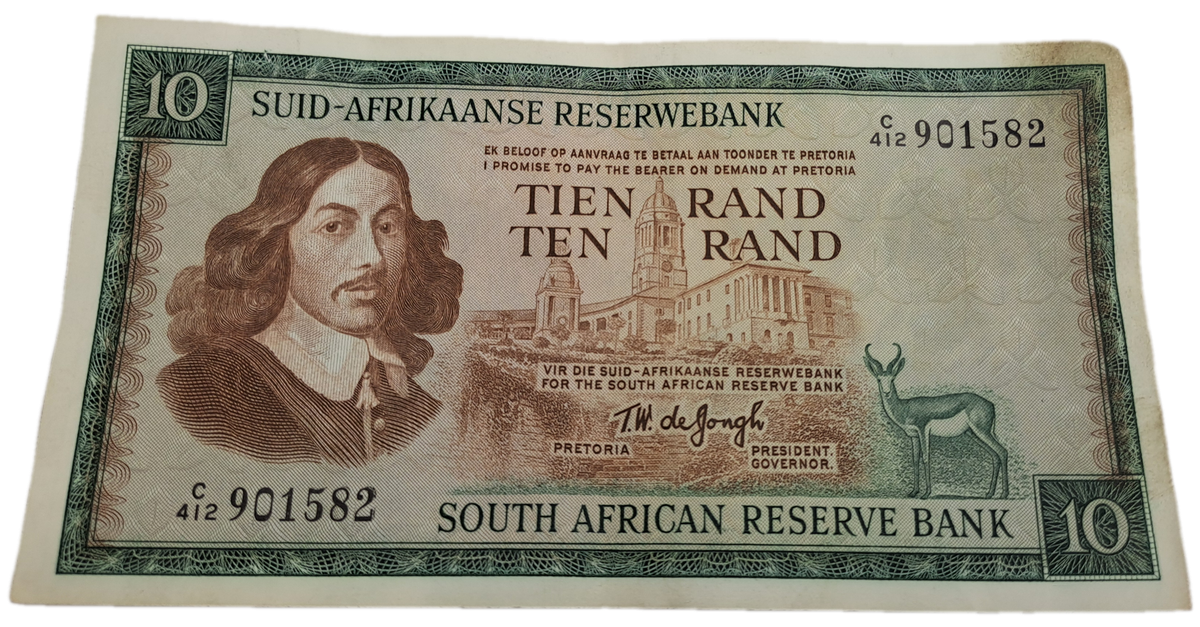 10
SUID-AFRIKAANSE RESERWEBANK
C/412 901582
EK BELOOF OP AANVRAAG TE BETAAL AAN TOONDER TE PRETORIA
I PROMISE TO PAY THE BEARER ON DEMAND AT PRETORIA
TIEN RAND
TEN RAND
VIR DIE SUID-AFRIKAANSE RESERWEBANK
FOR THE SOUTH AFRICAN RESERVE BANK
T.W. de Jongh
PRETORIA PRESIDENT.
GOVERNOR.
C/412 901582
SOUTH AFRICAN RESERVE BANK
10